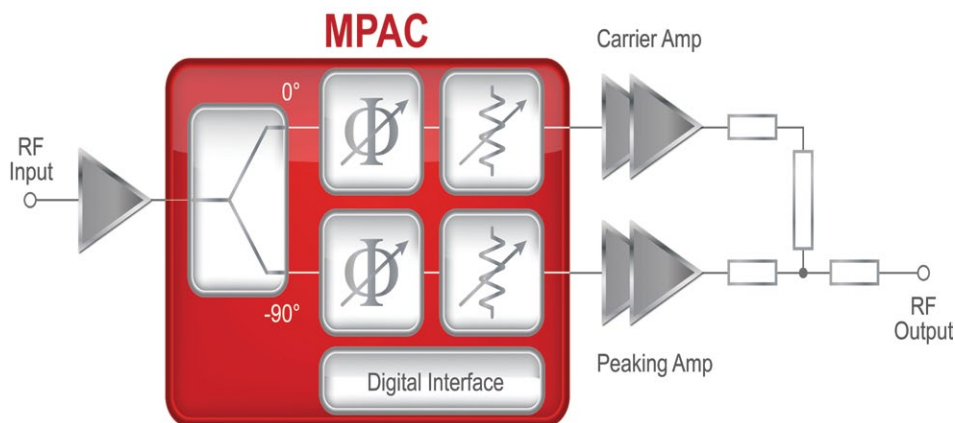 MPAC
Carrier Amp
0°
RF
Input
Φ
Φ
-90°
RF
Output
Digital Interface
Peaking Amp